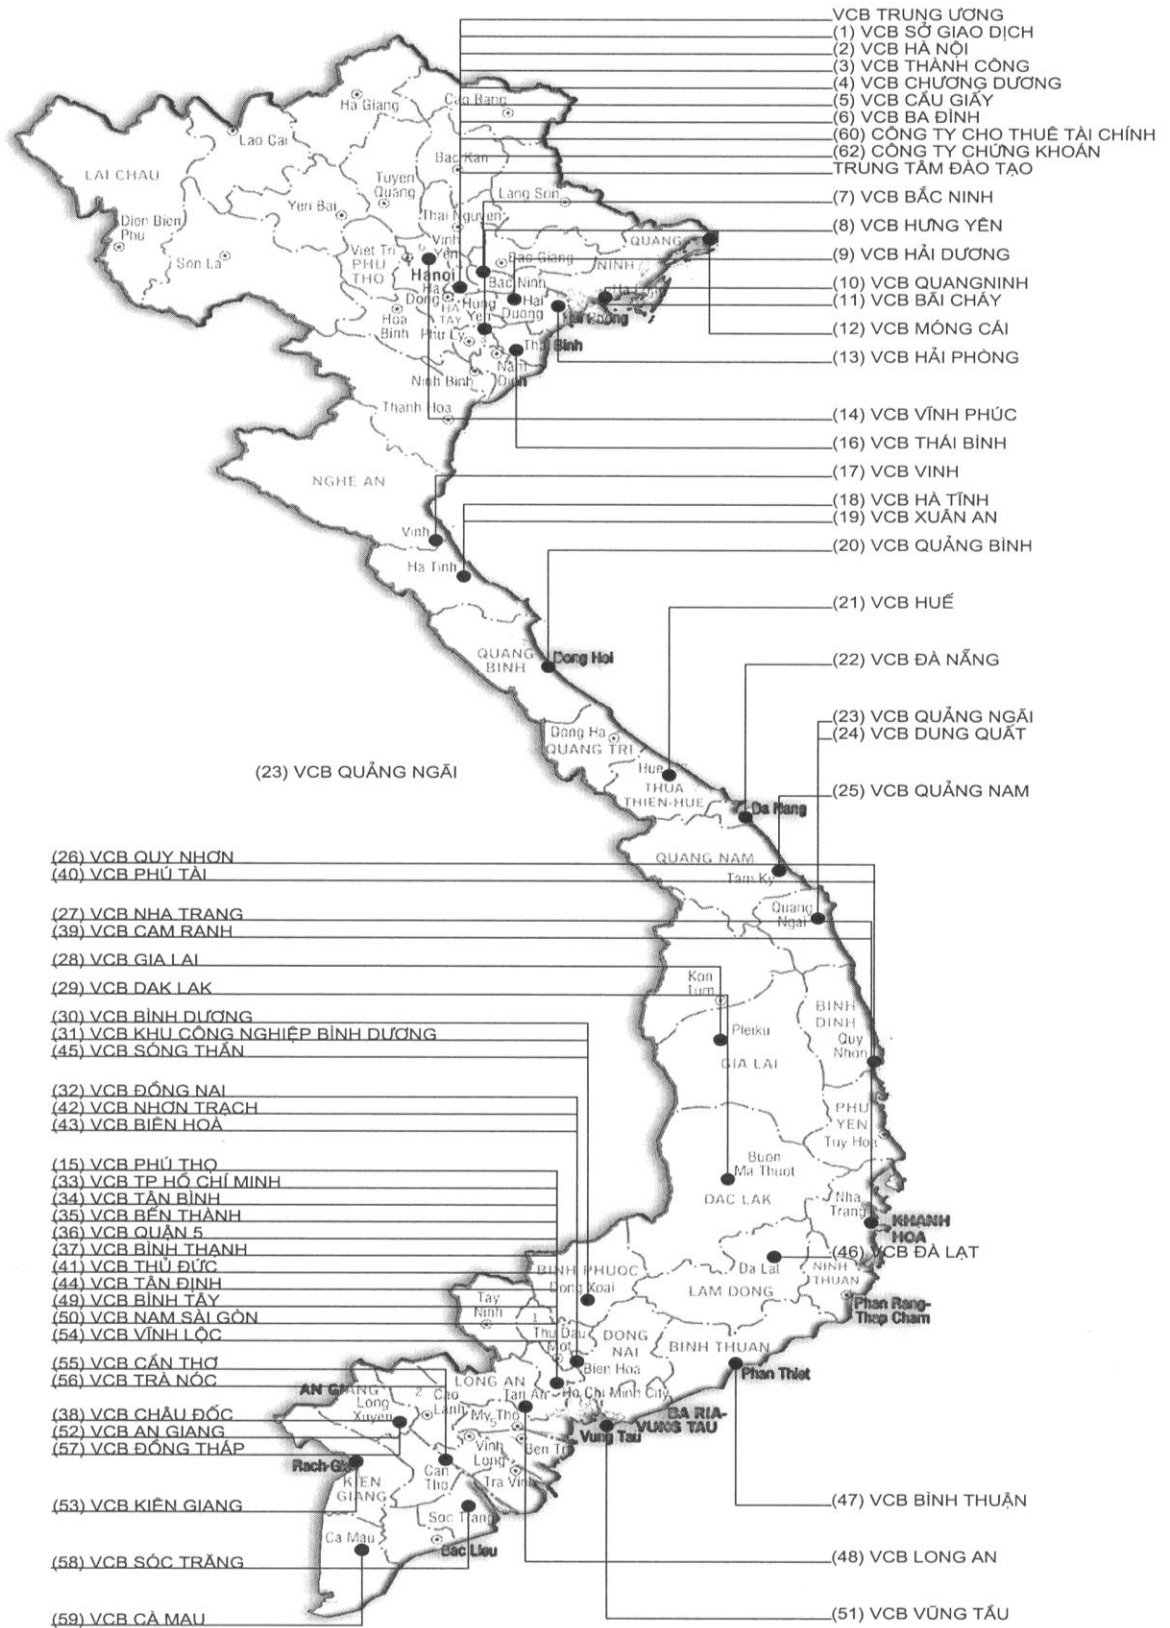 VCB TRUNG ƯƠNG
(1) VCB SỞ GIAO DỊCH
(2) VCB HÀ NỘI
(3) VCB THÀNH CÔNG
(4) VCB CHƯƠNG DƯƠNG
(5) VCB CẦU GIẤY
(6) VCB BA ĐÌNH
(60) CÔNG TY CHO THUÊ TÀI CHÍNH
(62) CÔNG TY CHỨNG KHOÁN
TRUNG TÂM ĐÀO TẠO
(7) VCB BẮC NINH
(8) VCB HƯNG YÊN
(9) VCB HẢI DƯƠNG
(10) VCB QUANGNINH
(11) VCB BÃI CHÁY
(12) VCB MÓNG CÁI
(13) VCB HẢI PHÒNG
(14) VCB VĨNH PHÚC
(16) VCB THÁI BÌNH
(17) VCB VINH
(18) VCB HÀ TĨNH
(19) VCB XUÂN AN
(20) VCB QUẢNG BÌNH
(21) VCB HUẾ
(22) VCB ĐÀ NẴNG
(23) VCB QUẢNG NGÃI
(24) VCB DUNG QUẤT
(25) VCB QUẢNG NAM
(23) VCB QUẢNG NGÃI
(26) VCB QUY NHƠN
(40) VCB PHÚ TÀI
(27) VCB NHA TRANG
(39) VCB CAM RANH
(28) VCB GIA LAI
(29) VCB DAK LAK
(30) VCB BÌNH DƯƠNG
(31) VCB KHU CÔNG NGHIỆP BÌNH DƯƠNG
(45) VCB SÓNG THẦN
(32) VCB ĐỒNG NAI
(42) VCB NHƠN TRẠCH
(43) VCB BIÊN HOÀ
(15) VCB PHÚ THỌ
(33) VCB TP HỒ CHÍ MINH
(34) VCB TÂN BÌNH
(35) VCB BẾN THÀNH
(36) VCB QUẬN 5
(37) VCB BÌNH THẠNH
(41) VCB THỦ ĐỨC
(44) VCB TÂN ĐỊNH
(49) VCB BÌNH TÂY
(50) VCB NAM SÀI GÒN
(54) VCB VĨNH LỘC
(55) VCB CẦN THƠ
(56) VCB TRÀ NÓC
(38) VCB CHÂU ĐỐC
(52) VCB AN GIANG
(57) VCB ĐỒNG THÁP
(53) VCB KIÊN GIANG
(58) VCB SÓC TRĂNG
(59) VCB CÀ MAU
(46) VCB ĐÀ LẠT
(47) VCB BÌNH THUẬN
(48) VCB LONG AN
(51) VCB VŨNG TẦU
Ha Giang
Cao Bang
Lao Cai
LAI CHAU
Bac Kan
Tuyen
Quang
Lang Son
Yen Bai
Dien Bien
Phu
Thai Nguyen
Son La
Viet Tri
PHU
THO
Vinh
Yen
Bac Giang
QUANG
NINH
Hanoi
Bac Ninh
Ha
Dong
HA
TAY
Hung
Yen
Hai
Duong
Ha Long
Hai Phong
Hoa
Binh
Phu Ly
Thai Binh
Nam
Dinh
Ninh Binh
Thanh Hoa
NGHE AN
Vinh
Ha Tinh
QUANG
BINH
Dong Hoi
Dong Ha
QUANG TRI
Hue
THUA
THIEN-HUE
Da Nang
QUANG NAM
Tam Ky
Quang
Ngai
Kon
Tum
Pleiku
GIA LAI
BINH
DINH
Quy
Nhon
PHU
YEN
Tuy Hoa
Buon
Ma Thuot
DAC LAK
Nha
Trang
KHANH
HOA
Da Lat
LAM DONG
NINH
THUAN
Phan Rang-
Thap Cham
BINH PHUOC
Dong Xoai
Tay
Ninh
1
Thu Dau
Mot
DONG
NAI
Bien Hoa
BINH THUAN
Phan Thiet
LONG AN
Tan An
Ho Chi Minh City
BA RIA-
VUNG TAU
Vung Tau
AN GIANG
Long
Xuyen
2
Cao
Lanh
My Tho
5
Ben Tre
Vinh
Long
Tra Vinh
Rach Gia
KIEN
GIANG
Can
Tho
Soc Trang
Ca Mau
Bac Lieu